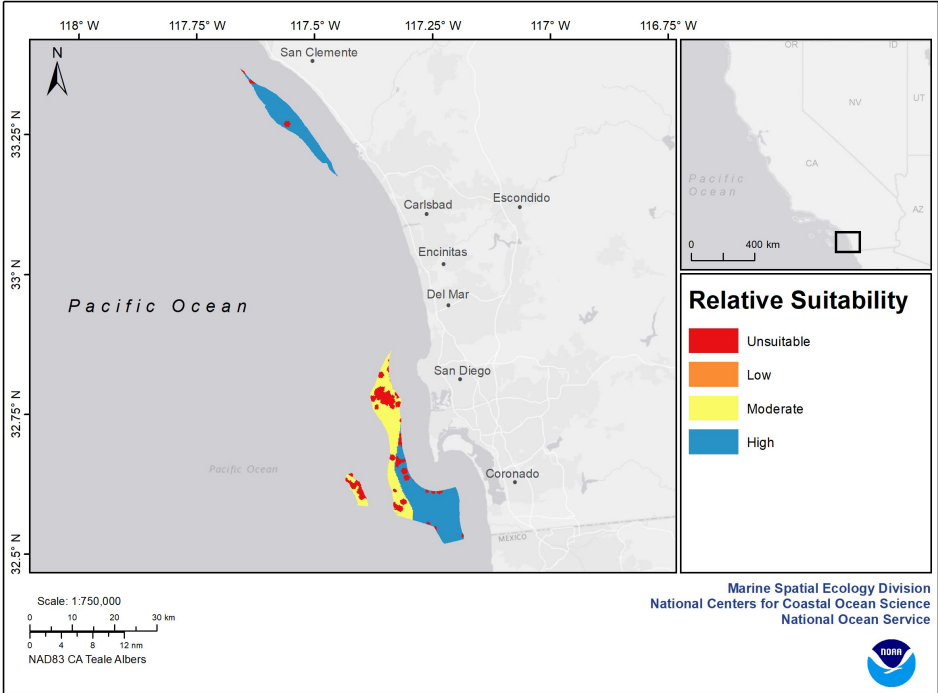 118° W
117.75° W
117.5° W
117.25° W
117° W
116.75° W
33.25° N
33° N
32.75° N
32.5° N
N
San Clemente
Carlsbad
Escondido
Encinitas
Del Mar
Pacific Ocean
San Diego
Pacific Ocean
Coronado
MEXICO
OR
ID
NV
UT
CA
AZ
Pacific
Ocean
0 400 km
Relative Suitability
Unsuitable
Low
Moderate
High
Scale: 1:750,000
0 10 20 30 km
0 4 8 12 nm
NAD83 CA Teale Albers
Marine Spatial Ecology Division
National Centers for Coastal Ocean Science
National Ocean Service
NOAA